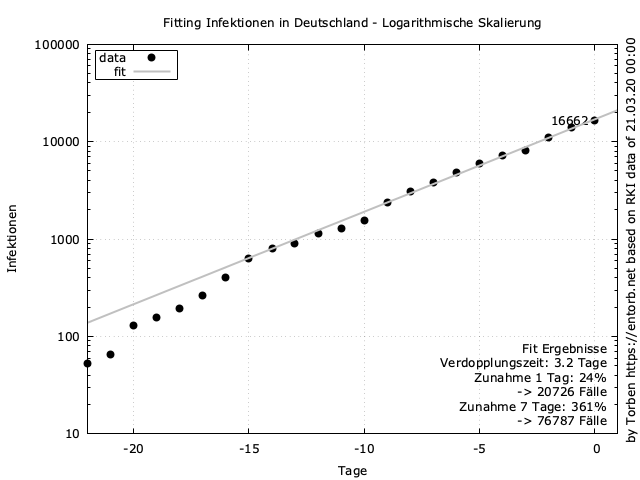 Fitting Infektionen in Deutschland - Logarithmische Skalierung
100000
10000
1000
100
10
Infektionen
data
fit
16662
Fit Ergebnisse
Verdopplungszeit: 3.2 Tage
Zunahme 1 Tag: 24%
-> 20726 Fälle
Zunahme 7 Tage: 361%
-> 76787 Fälle
-20
-15
-10
-5
0
Tage
by Torben https://entorb.net based on RKI data of 21.03.20 00:00